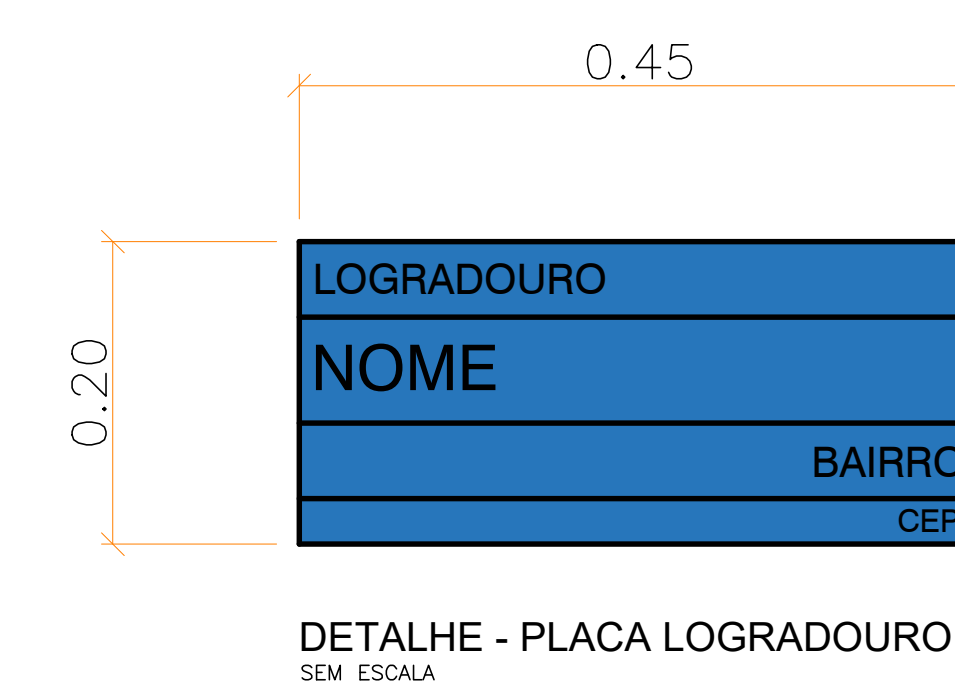 0.45
LOGRADOURO
NOME
0.20
BAIRRO
CEP
DETALHE - PLACA LOGRADOURO
SEM ESCALA